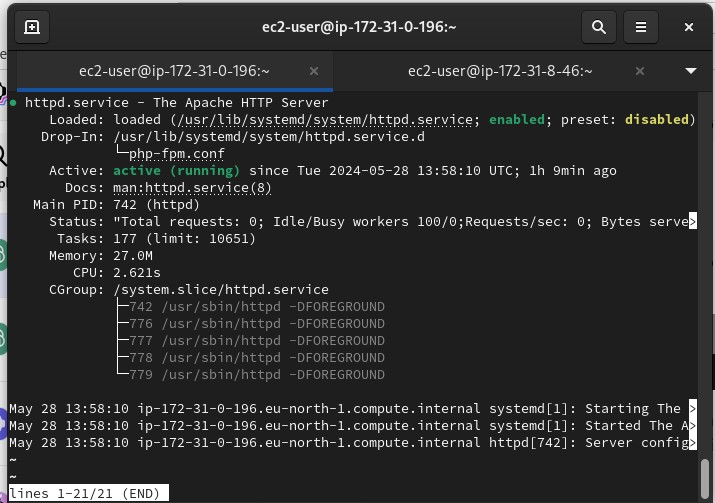 ec2-user@ip-172-31-0-196:~
ec2-user@ip-172-31-0-196:~ ec2-user@ip-172-31-8-46:~
● httpd.service - The Apache HTTP Server
Loaded: loaded (/usr/lib/systemd/system/httpd.service; enabled; preset: disabled)
Drop-In: /usr/lib/systemd/system/httpd.service.d
└─php-fpm.conf
Active: active (running) since Tue 2024-05-28 13:58:10 UTC; 1h 9min ago
Docs: man:httpd.service(8)
Main PID: 742 (httpd)
Status: "Total requests: 0; Idle/Busy workers 100/0;Requests/sec: 0; Bytes serve>
Tasks: 177 (limit: 10651)
Memory: 27.0M
CPU: 2.621s
CGroup: /system.slice/httpd.service
├─742 /usr/sbin/httpd -DFOREGROUND
├─776 /usr/sbin/httpd -DFOREGROUND
├─777 /usr/sbin/httpd -DFOREGROUND
├─778 /usr/sbin/httpd -DFOREGROUND
└─779 /usr/sbin/httpd -DFOREGROUND
May 28 13:58:10 ip-172-31-0-196.eu-north-1.compute.internal systemd[1]: Starting The >
May 28 13:58:10 ip-172-31-0-196.eu-north-1.compute.internal systemd[1]: Started The A>
May 28 13:58:10 ip-172-31-0-196.eu-north-1.compute.internal httpd[742]: Server config>
~
~
lines 1-21/21 (END)